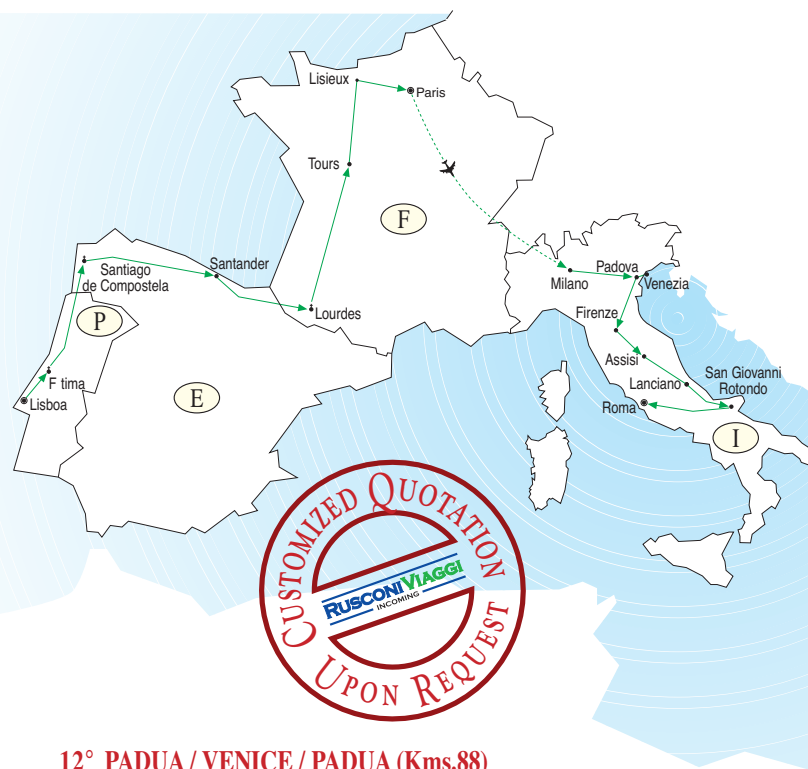 Lisieux
Paris
Tours
F
Santiago
de Compostela
Santander
Lourdes
Milano
Padova
Venezia
Firenze
P
F tima
Lisboa
E
Assisi
Lanciano
San Giovanni
Rotondo
Roma
I
CUSTOMIZED QUOTATION
RUSCONI VIAGGI
INCOMING
UPON REQUEST
12° PADUA / VENICE / PADUA (Kms.88)